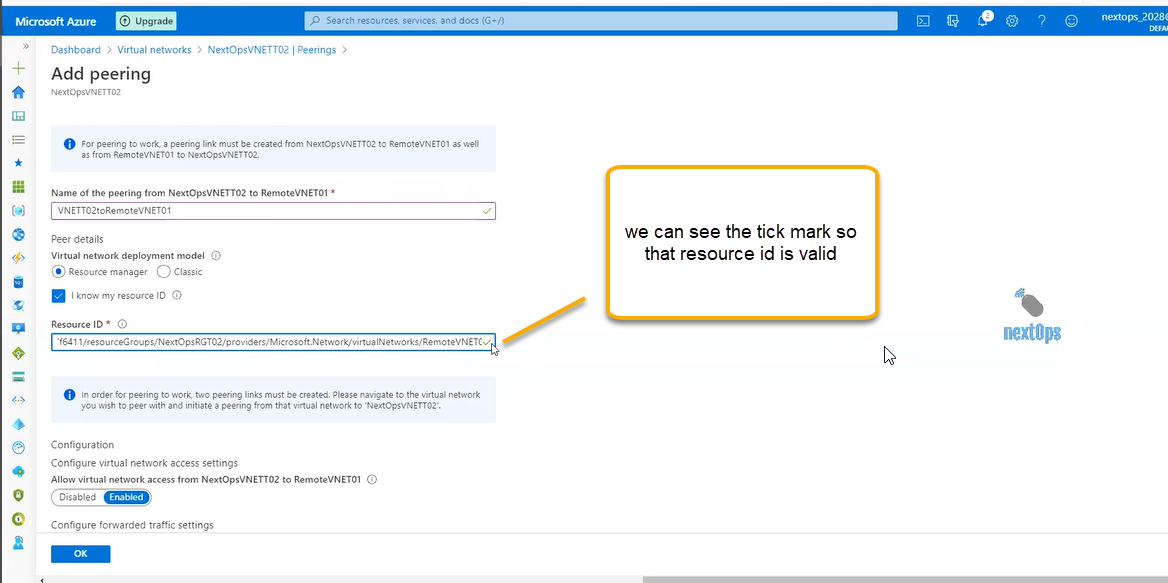 Microsoft Azure
Upgrade
Search resources, services, and docs (G+/)
2
nextops_2028@
DEFAU
Dashboard > Virtual networks > NextOpsVNETT02 | Peerings >
Add peering
NextOpsVNETT02
For peering to work, a peering link must be created from NextOpsVNETT02 to RemoteVNET01 as well
as from RemoteVNET01 to NextOpsVNETT02.
Name of the peering from NextOpsVNETT02 to RemoteVNET01 *
VNETT02toRemoteVNET01
Peer details
Virtual network deployment model
Resource manager Classic
I know my resource ID
Resource ID *
'f6411/resourceGroups/NextOpsRGT02/providers/Microsoft.Network/virtualNetworks/RemoteVNET0
In order for peering to work, two peering links must be created. Please navigate to the virtual network
you wish to peer with and initiate a peering from that virtual network to 'NextOpsVNETT02'.
Configuration
Configure virtual network access settings
Allow virtual network access from NextOpsVNETT02 to RemoteVNET01
Disabled Enabled
Configure forwarded traffic settings
OK
we can see the tick mark so
that resource id is valid
nextOps